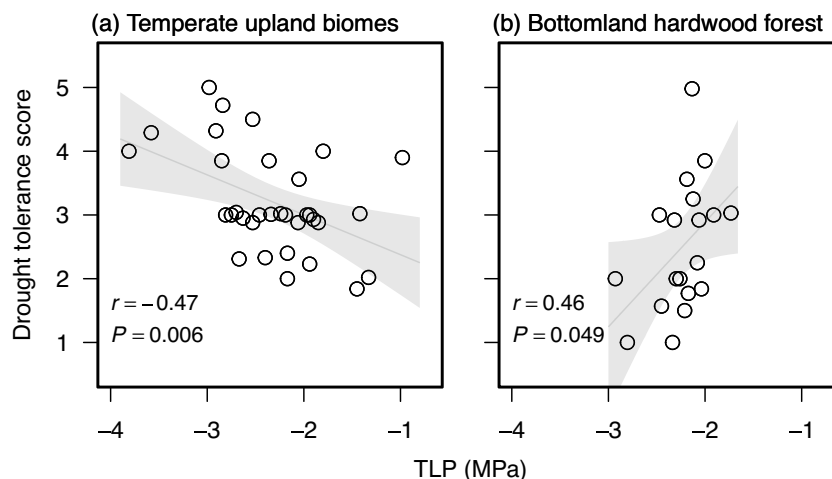 (a) Temperate upland biomes
(b) Bottomland hardwood forest
Drought tolerance score
5
4
3
2
1
r = −0.47
P = 0.006
r = 0.46
P = 0.049
−4 −3 −2 −1
−4 −3 −2 −1
TLP (MPa)